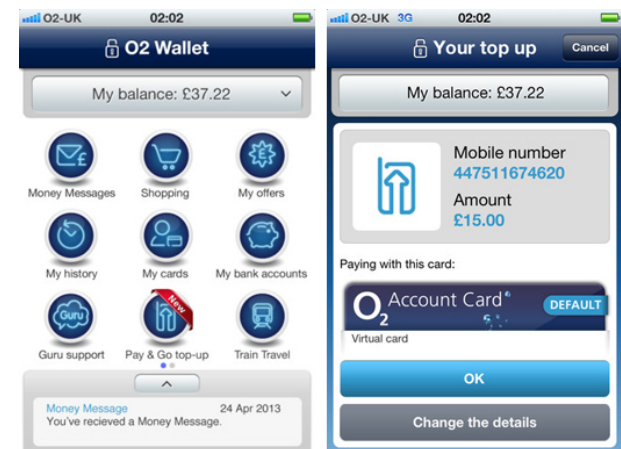 O2-UK 02:02
O2 Wallet
My balance: £37.22
Money Messages Shopping My offers
£
My history My cards My bank accounts
Guru New
Guru support Pay & Go top-up Train Travel
Money Message 24 Apr 2013
You've recieved a Money Message.
O2-UK 3G 02:02
Your top up Cancel
My balance: £37.22
Mobile number
447511674620
Amount
£15.00
Paying with this card:
O2 Account Card DEFAULT
Virtual card
OK
Change the details